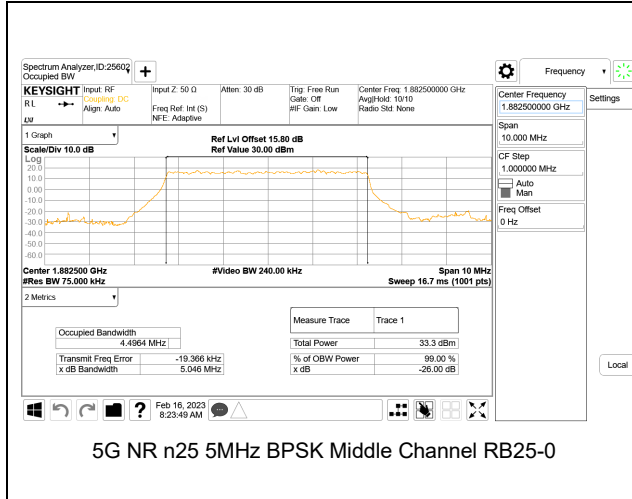 Spectrum Analyzer,ID:25602
Occupied BW
+
Frequency
KEYSIGHT
RL
Input: RF
Coupling: DC
Align: Auto
Input Z: 50 Ω
Freq Ref: Int (S)
NFE: Adaptive
Atten: 30 dB
Trig: Free Run
Gate: Off
#IF Gain: Low
Center Freq: 1.882500000 GHz
Avg|Hold: 10/10
Radio Std: None
Center Frequency
1.882500000 GHz
Settings
Span
10.000 MHz
CF Step
1.000000 MHz
Auto
Man
Freq Offset
0 Hz
1 Graph
Scale/Div 10.0 dB
Ref Lvl Offset 15.80 dB
Ref Value 30.00 dBm
Log
20.0
10.0
0.00
-10.0
-20.0
-30.0
-40.0
-50.0
-60.0
Center 1.882500 GHz
#Video BW 240.00 kHz
Span 10 MHz
#Res BW 75.000 kHz
Sweep 16.7 ms (1001 pts)
2 Metrics
Occupied Bandwidth
4.4964 MHz
Transmit Freq Error -19.366 kHz
x dB Bandwidth 5.046 MHz
Measure Trace Trace 1
Total Power 33.3 dBm
% of OBW Power 99.00 %
x dB -26.00 dB
Local
?
Feb 16, 2023
8:23:49 AM
5G NR n25 5MHz BPSK Middle Channel RB25-0